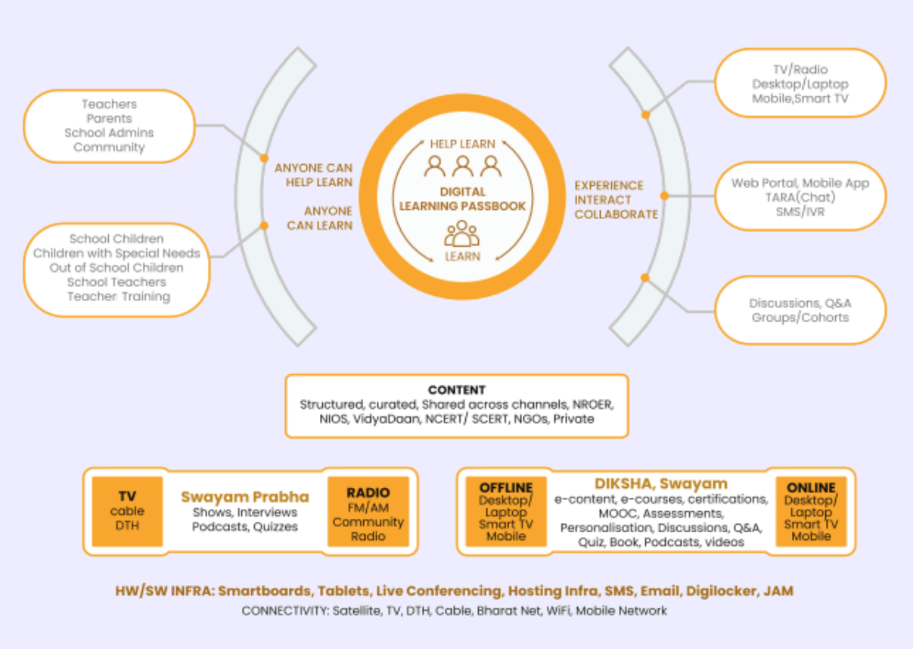 Teachers
Parents
School Admins
Community
School Children
Children with Special Needs
Out of School Children
School Teachers
Teacher Training
ANYONE CAN
HELP LEARN
ANYONE
CAN LEARN
HELP LEARN
DIGITAL
LEARNING PASSBOOK
LEARN
EXPERIENCE
INTERACT
COLLABORATE
TV/Radio
Desktop/Laptop
Mobile,Smart TV
Web Portal, Mobile App
TARA(Chat)
SMS/IVR
Discussions, Q&A
Groups/Cohorts
CONTENT
Structured, curated, Shared across channels, NROER,
NIOS, VidyaDaan, NCERT/ SCERT, NGOs, Private
TV
cable
DTH
Swayam Prabha
Shows, Interviews
Podcasts, Quizzes
RADIO
FM/AM
Community
Radio
OFFLINE
Desktop/
Laptop
Smart TV
Mobile
DIKSHA, Swayam
e-content, e-courses, certifications,
MOOC, Assessments,
Personalisation, Discussions, Q&A,
Quiz, Book, Podcasts, videos
ONLINE
Desktop/
Laptop
Smart TV
Mobile
HW/SW INFRA: Smartboards, Tablets, Live Conferencing, Hosting Infra, SMS, Email, Digilocker, JAM
CONNECTIVITY: Satellite, TV, DTH, Cable, Bharat Net, WiFi, Mobile Network